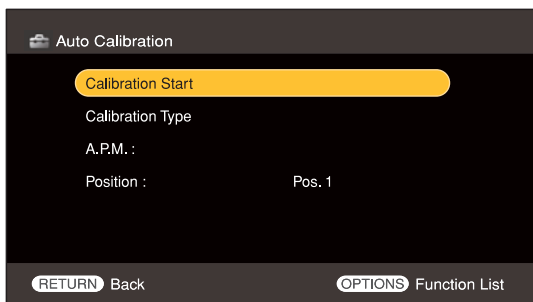 Auto Calibration
Calibration Start
Calibration Type
A.P.M. :
Position : Pos. 1
RETURN Back OPTIONS Function List